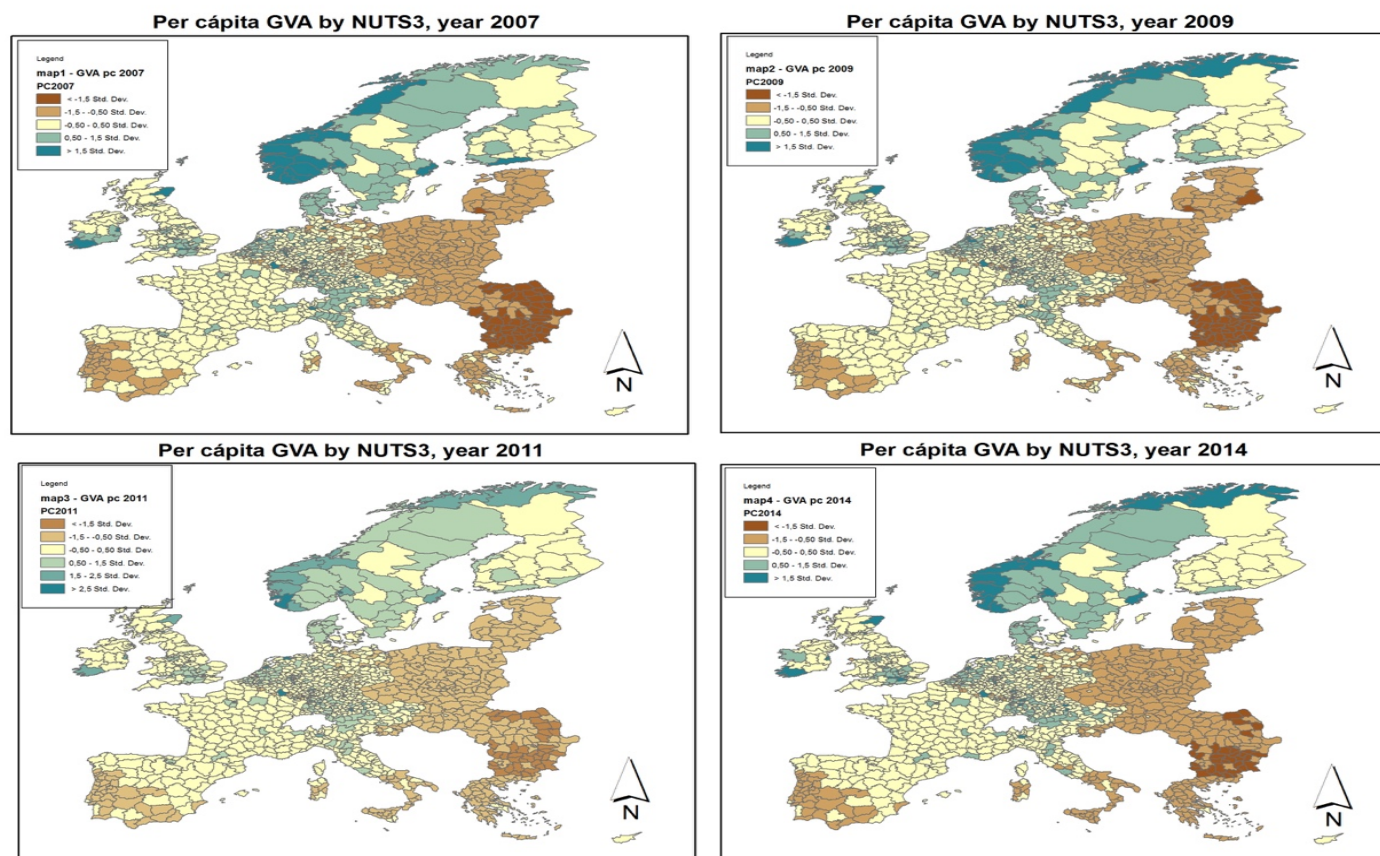 Per cápita GVA by NUTS3, year 2007
Legend
map1 - GVA pc 2007
PC2007
< -1,5 Std. Dev.
-1,5 - -0,50 Std. Dev.
-0,50 - 0,50 Std. Dev.
0,50 - 1,5 Std. Dev.
> 1,5 Std. Dev.
N
Per cápita GVA by NUTS3, year 2009
Legend
map2 - GVA pc 2009
PC2009
< -1,5 Std. Dev.
-1,5 - -0,50 Std. Dev.
-0,50 - 0,50 Std. Dev.
0,50 - 1,5 Std. Dev.
> 1,5 Std. Dev.
N
Per cápita GVA by NUTS3, year 2011
Legend
map3 - GVA pc 2011
PC2011
< -1,5 Std. Dev.
-1,5 - -0,50 Std. Dev.
-0,50 - 0,50 Std. Dev.
0,50 - 1,5 Std. Dev.
1,5 - 2,5 Std. Dev.
> 2,5 Std. Dev.
N
Per cápita GVA by NUTS3, year 2014
Legend
map4 - GVA pc 2014
PC2014
< -1,5 Std. Dev.
-1,5 - -0,50 Std. Dev.
-0,50 - 0,50 Std. Dev.
0,50 - 1,5 Std. Dev.
> 1,5 Std. Dev.
N